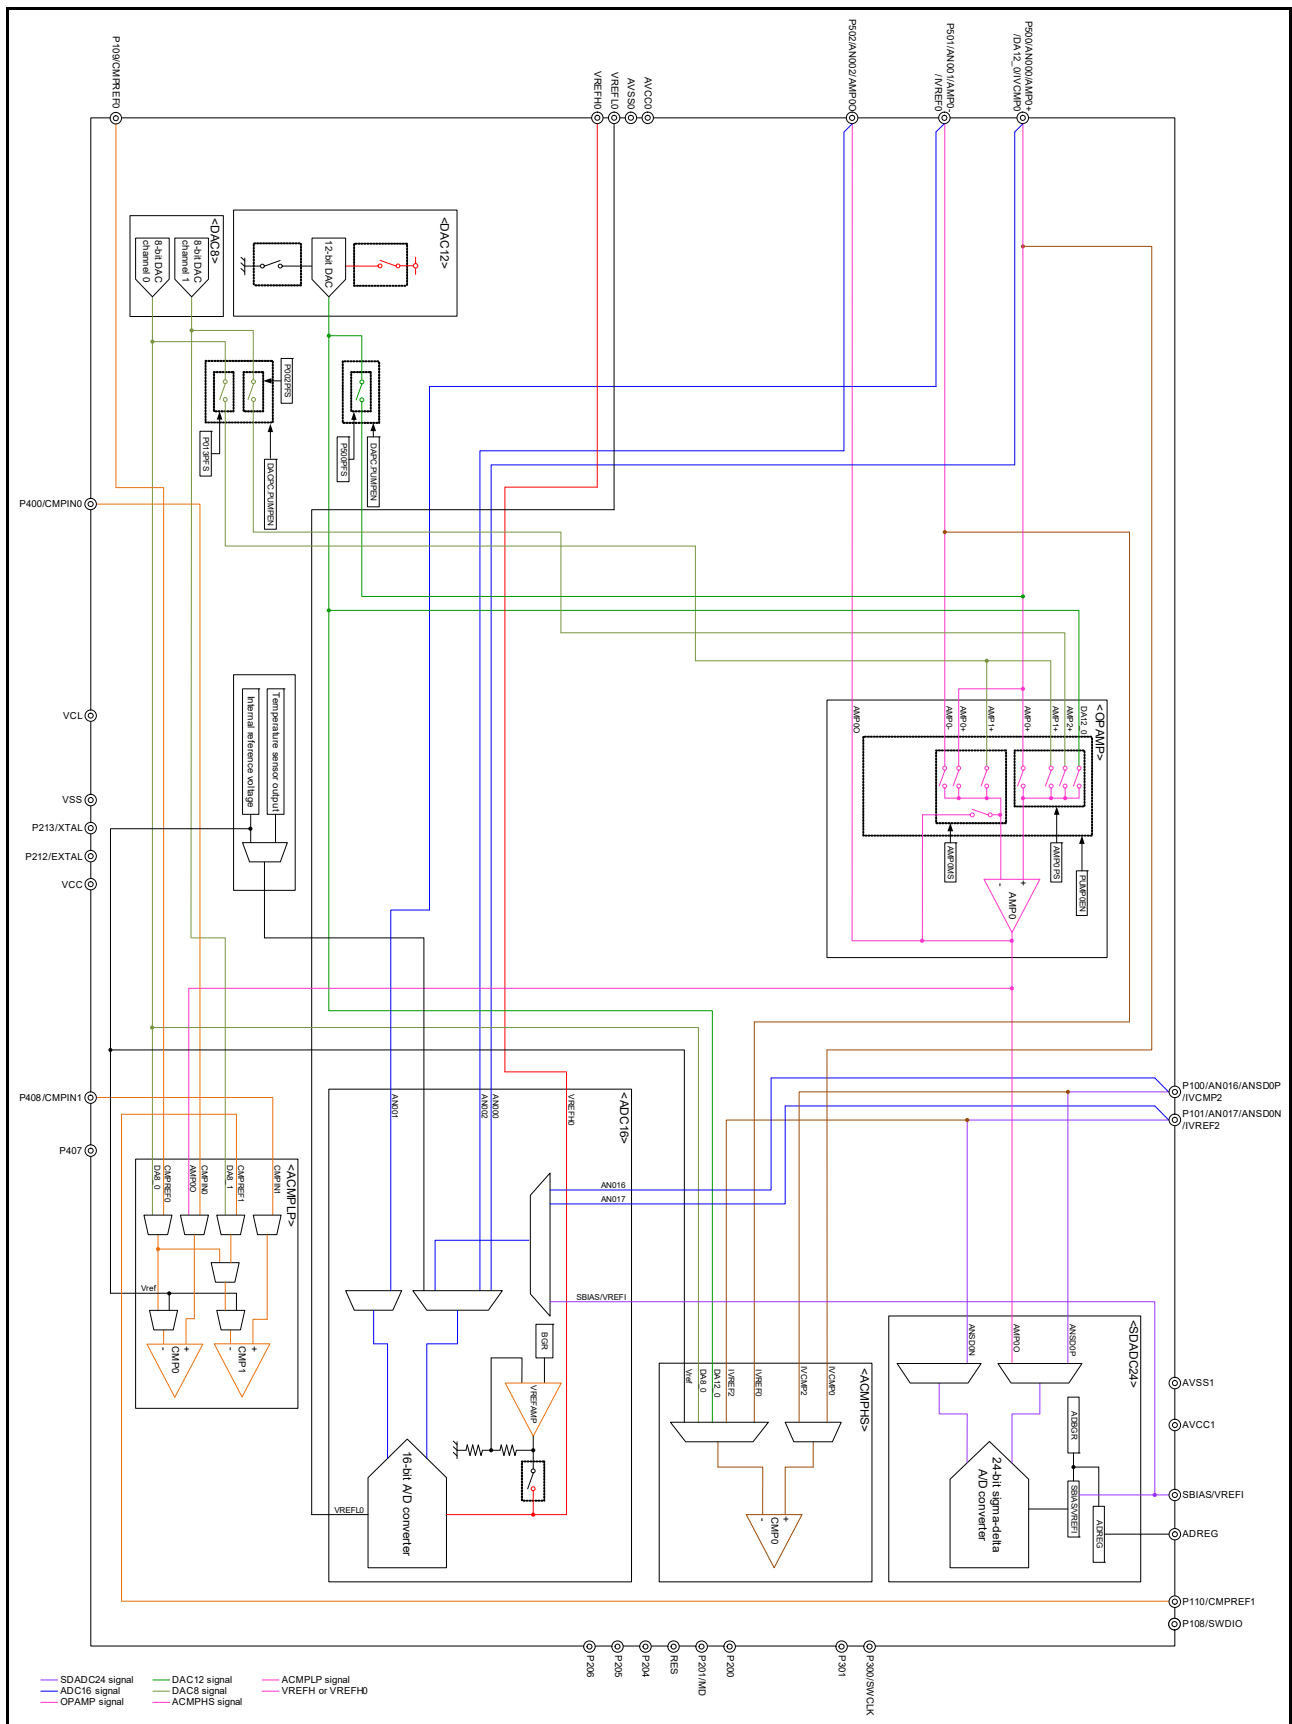 P109/CMPREF0
VREFH0
VREFL0
AVSS0
AVCC0
P502/AN002/AMP0O
P501/AN001/AMP0-
/IVREF0
P500/AN000/AMP0+
/DA12_0/IVCMP0
<DAC8>
8-bit DAC
channel 1
8-bit DAC
channel 0
<DAC12>
12-bit DAC
P002PFS
P013PFS
DACPC.PUMPEN
P500PFS
DAPC.PUMPEN
P400/CMPIN0
VCL
VSS
P213/XTAL
P212/EXTAL
VCC
P408/CMPIN1
P407
Temperature sensor output
Internal reference voltage
<OPAMP>
AMP0O
AMP0-
AMP0+
AMP1+
AMP0+
AMP1+
AMP2+
DA12_0
AMP0MS
AMP0PS
PUMP0EN
- +
AMP0
P100/AN016/ANSD0P
/IVCMP2
P101/AN017/ANSD0N
/IVREF2
<ACMPLP>
DA8_0
CMPREF0
AMP0O
CMPIN0
DA8_1
CMPREF1
CMPIN1
Vref
- +
CMP0
- +
CMP1
<ADC16>
AN001
AN002
AN000
VREFH0
AN016
AN017
SBIAS/VREFI
BGR
VREFAMP
VREFL0
16-bit A/D converter
<ACMPHS>
Vref
DA8_0
DA12_0
IVREF2
IVREF0
IVCMP2
IVCMP0
- +
CMP0
<SDADC24>
ANSD0N
AMP0O
ANSD0P
ADBGR
SBIAS/VREFI
ADREG
24-bit sigma-delta
A/D converter
AVSS1
AVCC1
SBIAS/VREFI
ADREG
P110/CMPREF1
P108/SWDIO
P206
P205
P204
RES
P201/MD
P200
P301
P300/SWCLK
SDADC24 signal
ADC16 signal
OPAMP signal
DAC12 signal
DAC8 signal
ACMPHS signal
ACMPLP signal
VREFH or VREFH0